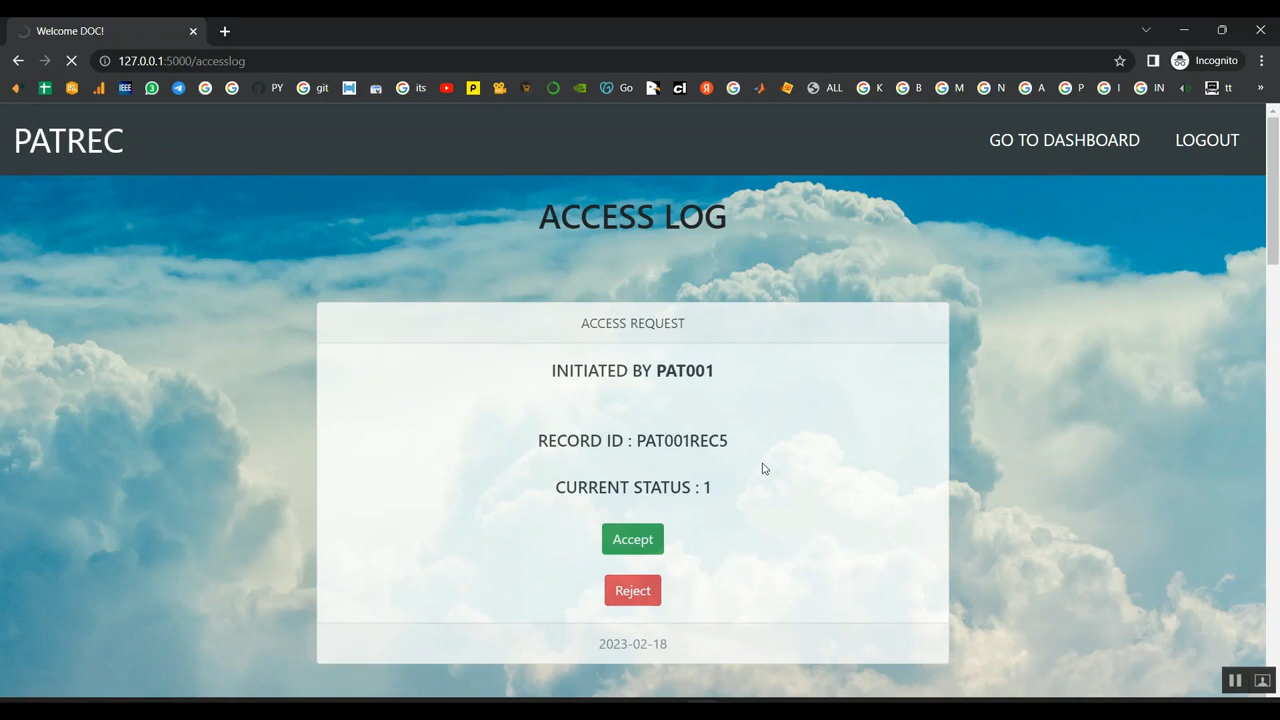 Welcome DOC!
127.0.0.1:5000/accesslog
Incognito
PY
git
its
Go
ALL
K
B
M
N
A
P
I
IN
tt
PATREC
GO TO DASHBOARD
LOGOUT
ACCESS LOG
ACCESS REQUEST
INITIATED BY PAT001
RECORD ID : PAT001REC5
CURRENT STATUS : 1
Accept
Reject
2023-02-18